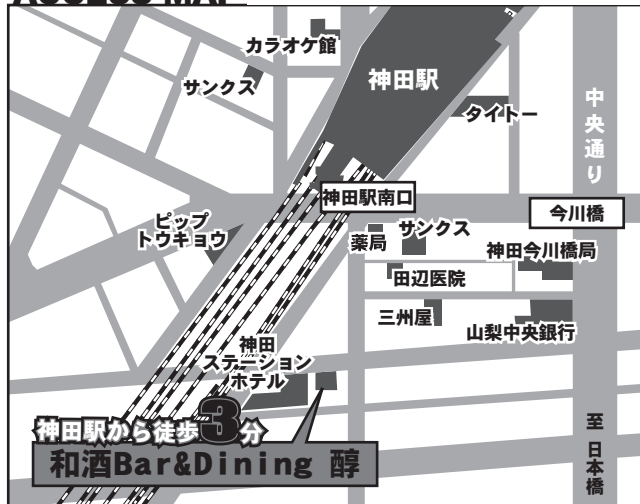 ACCESS MAP
カラオケ館
サンクス
神田駅
タイトー
中央通り
神田駅南口
今川橋
ピップ
トウキョウ
薬局
サンクス
神田今川橋局
田辺医院
三州屋
山梨中央銀行
神田
ステーション
ホテル
神田駅から徒歩3分
和酒Bar&Dining 醇
至 日本橋